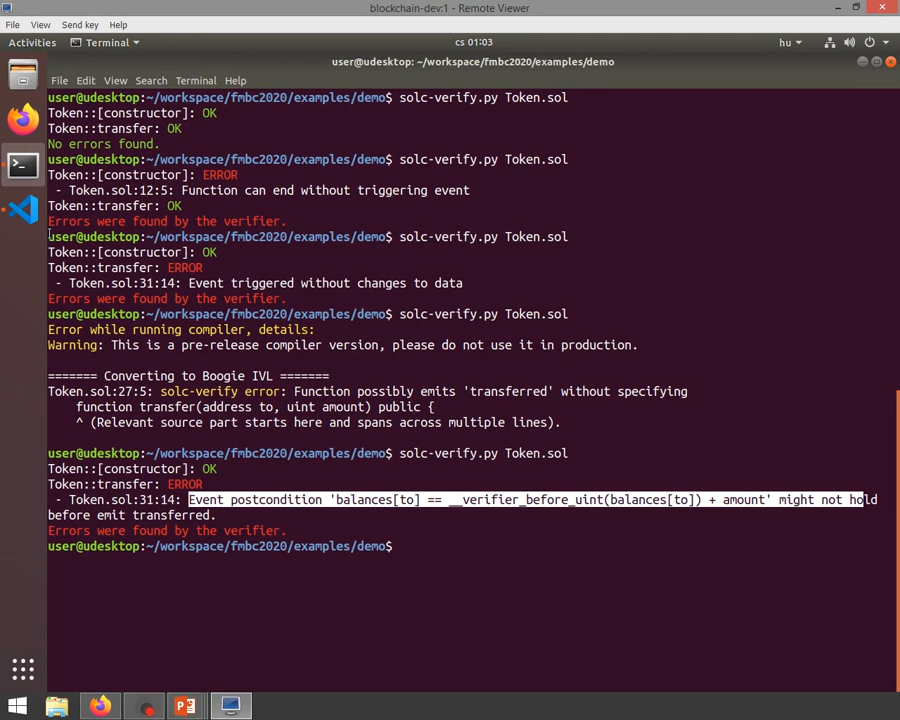 blockchain-dev:1 - Remote Viewer
File View Send key Help
Activities Terminal cs 01:03 hu
user@udesktop: ~/workspace/fmbc2020/examples/demo
File Edit View Search Terminal Help
user@udesktop:~/workspace/fmbc2020/examples/demo$ solc-verify.py Token.sol
Token::[constructor]: OK
Token::transfer: OK
No errors found.
user@udesktop:~/workspace/fmbc2020/examples/demo$ solc-verify.py Token.sol
Token::[constructor]: ERROR
- Token.sol:12:5: Function can end without triggering event
Token::transfer: OK
Errors were found by the verifier.
user@udesktop:~/workspace/fmbc2020/examples/demo$ solc-verify.py Token.sol
Token::[constructor]: OK
Token::transfer: ERROR
- Token.sol:31:14: Event triggered without changes to data
Errors were found by the verifier.
user@udesktop:~/workspace/fmbc2020/examples/demo$ solc-verify.py Token.sol
Error while running compiler, details:
Warning: This is a pre-release compiler version, please do not use it in production.
======= Converting to Boogie IVL =======
Token.sol:27:5: solc-verify error: Function possibly emits 'transferred' without specifying
function transfer(address to, uint amount) public {
^ (Relevant source part starts here and spans across multiple lines).
user@udesktop:~/workspace/fmbc2020/examples/demo$ solc-verify.py Token.sol
Token::[constructor]: OK
Token::transfer: ERROR
- Token.sol:31:14: Event postcondition 'balances[to] == __verifier_before_uint(balances[to]) + amount' might not hold
before emit transferred.
Errors were found by the verifier.
user@udesktop:~/workspace/fmbc2020/examples/demo$